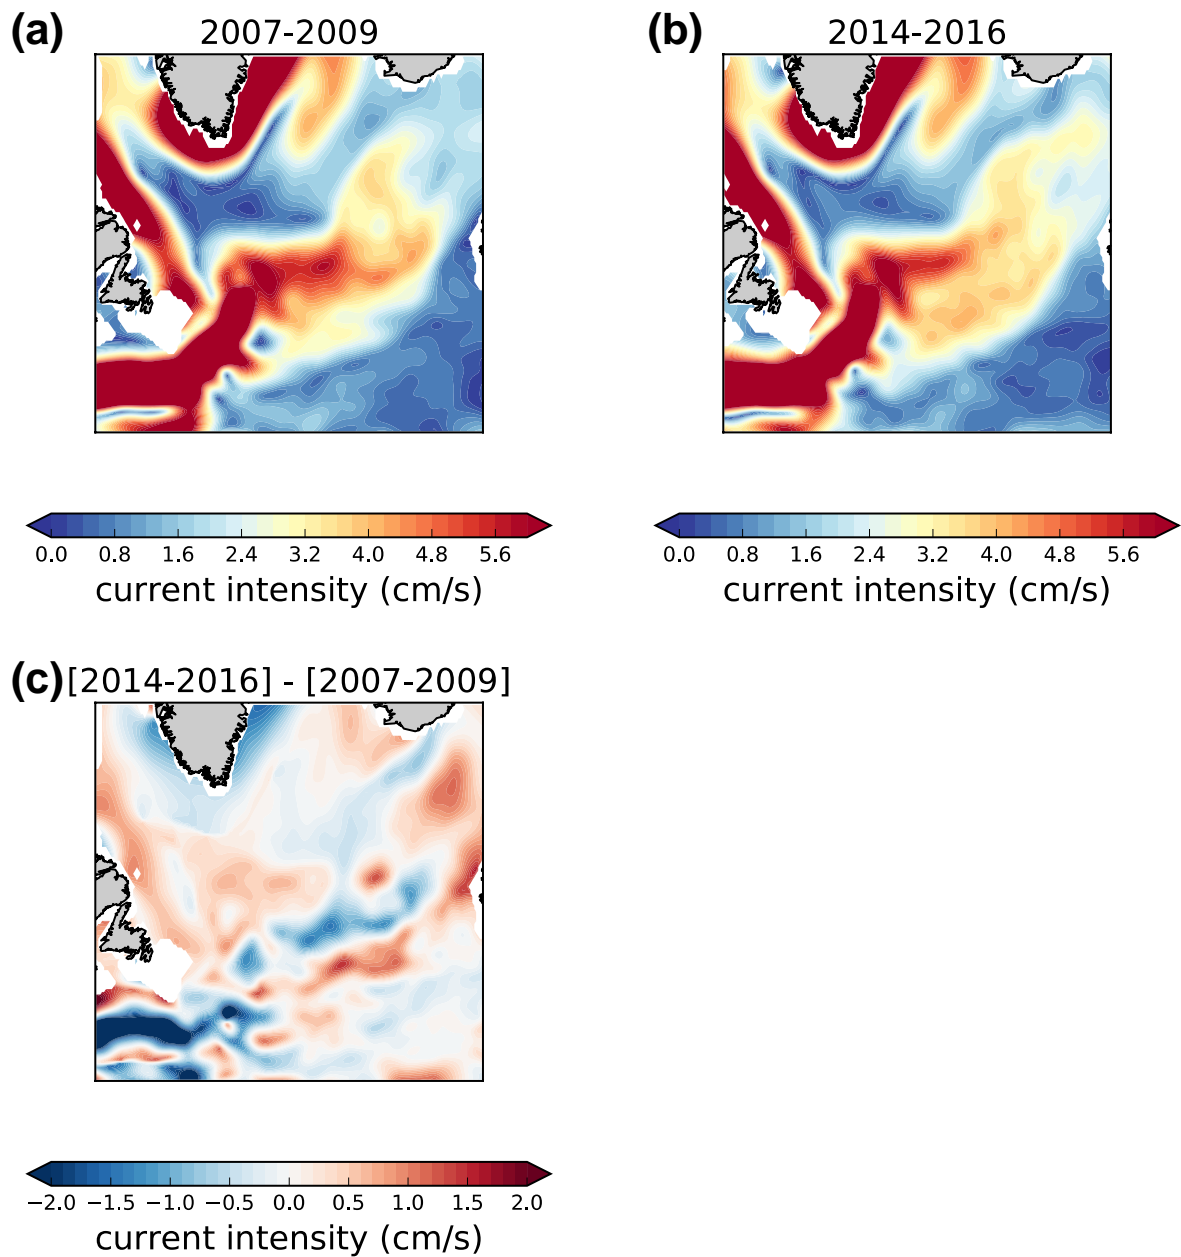 (a) 2007-2009
(b) 2014-2016
0.0 0.8 1.6 2.4 3.2 4.0 4.8 5.6
current intensity (cm/s)
0.0 0.8 1.6 2.4 3.2 4.0 4.8 5.6
current intensity (cm/s)
(c) [2014-2016] - [2007-2009]
−2.0 −1.5 −1.0 −0.5 0.0 0.5 1.0 1.5 2.0
current intensity (cm/s)